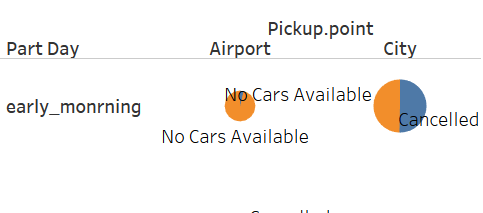 Pickup.point
Part Day Airport City
No Cars Available
early_monrning
Cancelled
No Cars Available